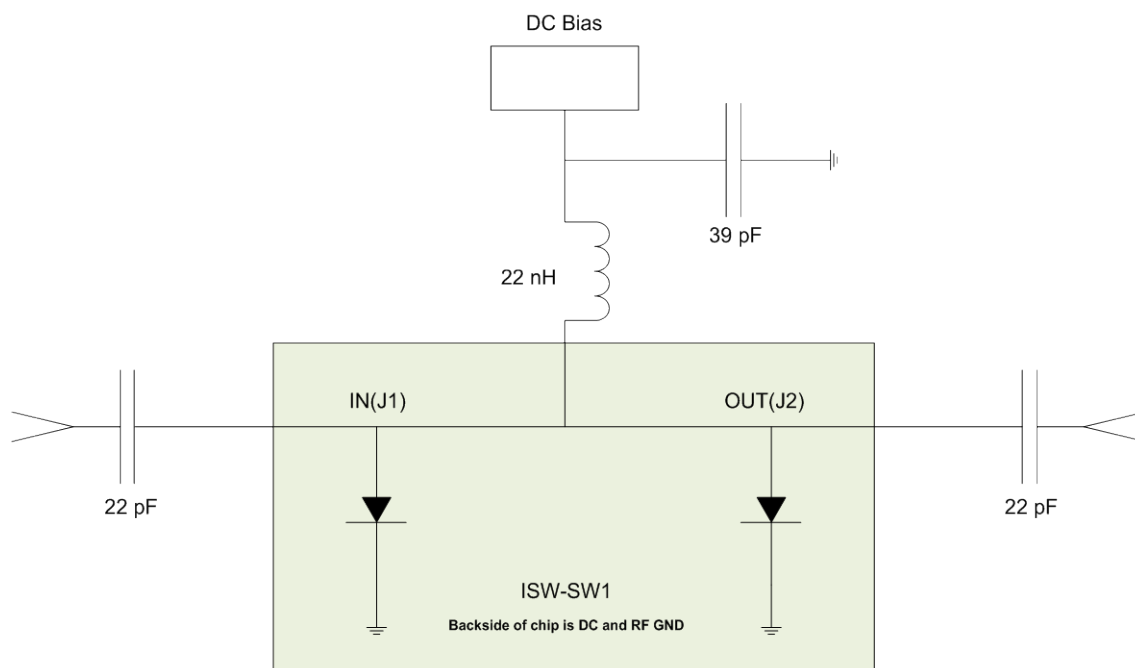 DC Bias
39 pF
22 nH
IN(J1)
OUT(J2)
22 pF
22 pF
ISW-SW1
Backside of chip is DC and RF GND